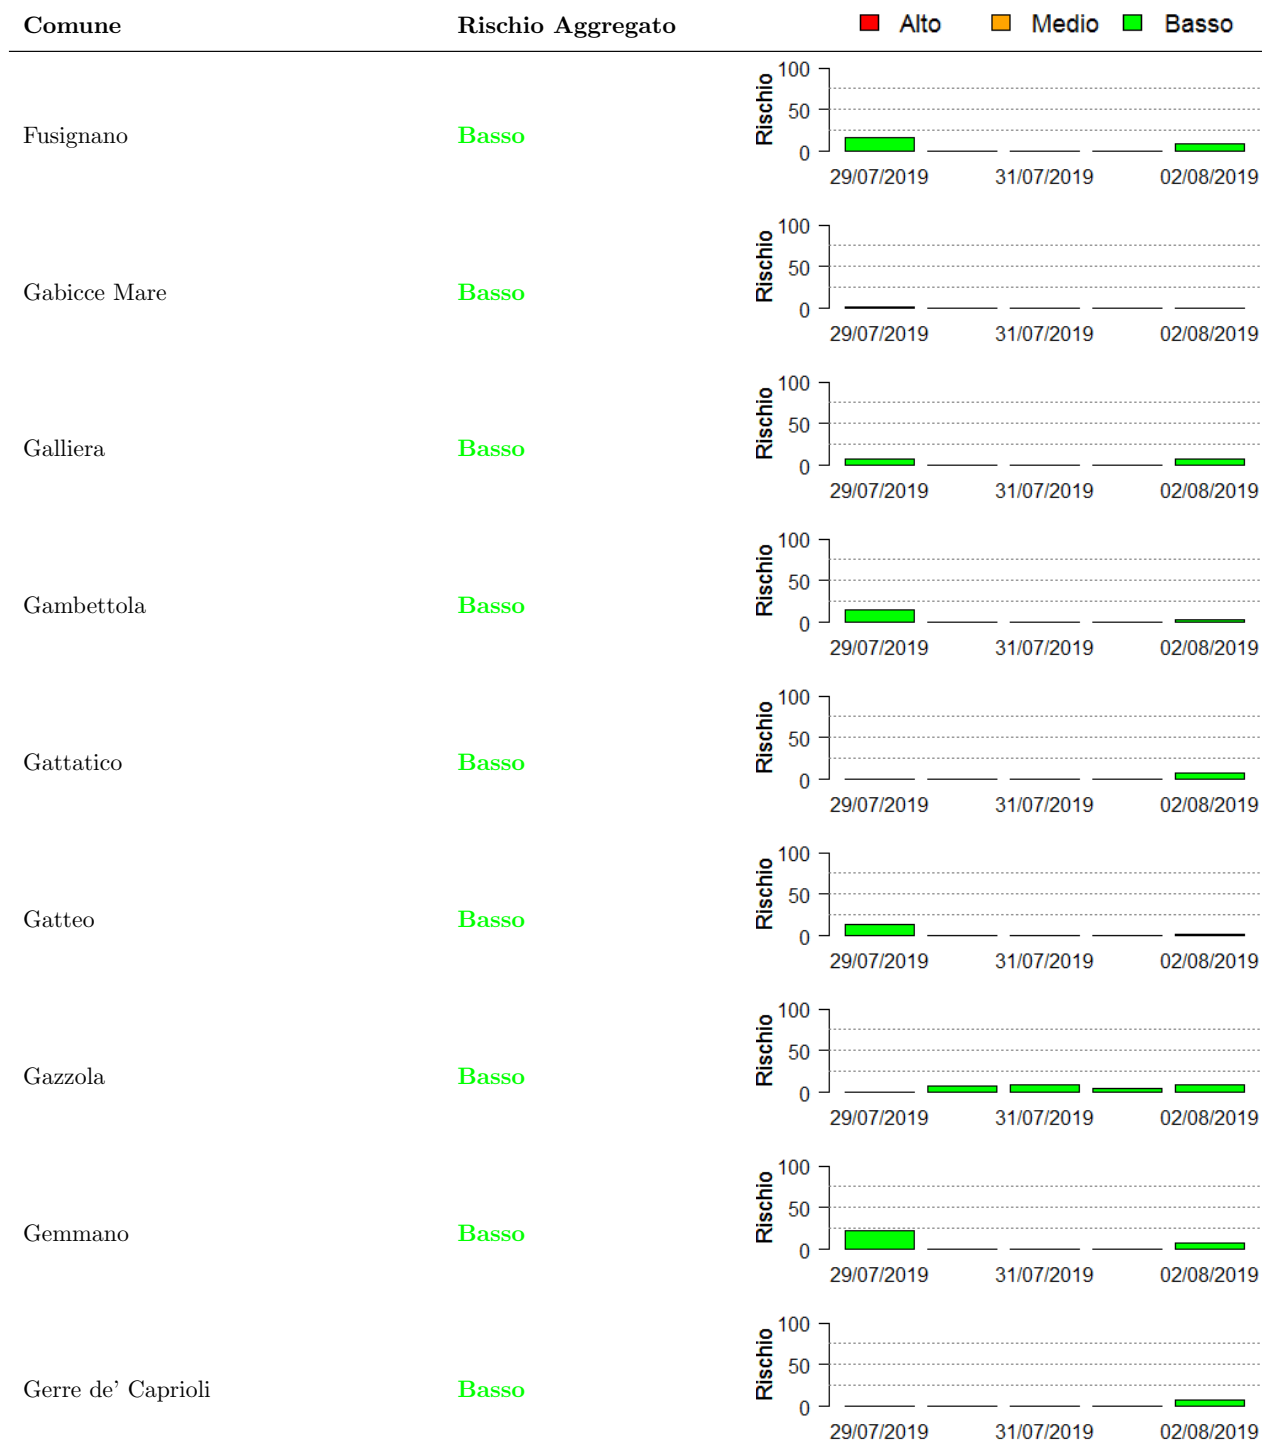 Comune Rischio Aggregato Alto Medio Basso
Fusignano Basso
Rischio
100
50
0
29/07/2019 31/07/2019 02/08/2019
Gabicce Mare Basso
Rischio
100
50
0
29/07/2019 31/07/2019 02/08/2019
Galliera Basso
Rischio
100
50
0
29/07/2019 31/07/2019 02/08/2019
Gambettola Basso
Rischio
100
50
0
29/07/2019 31/07/2019 02/08/2019
Gattatico Basso
Rischio
100
50
0
29/07/2019 31/07/2019 02/08/2019
Gatteo Basso
Rischio
100
50
0
29/07/2019 31/07/2019 02/08/2019
Gazzola Basso
Rischio
100
50
0
29/07/2019 31/07/2019 02/08/2019
Gemmano Basso
Rischio
100
50
0
29/07/2019 31/07/2019 02/08/2019
Gerre de' Caprioli Basso
Rischio
100
50
0
29/07/2019 31/07/2019 02/08/2019